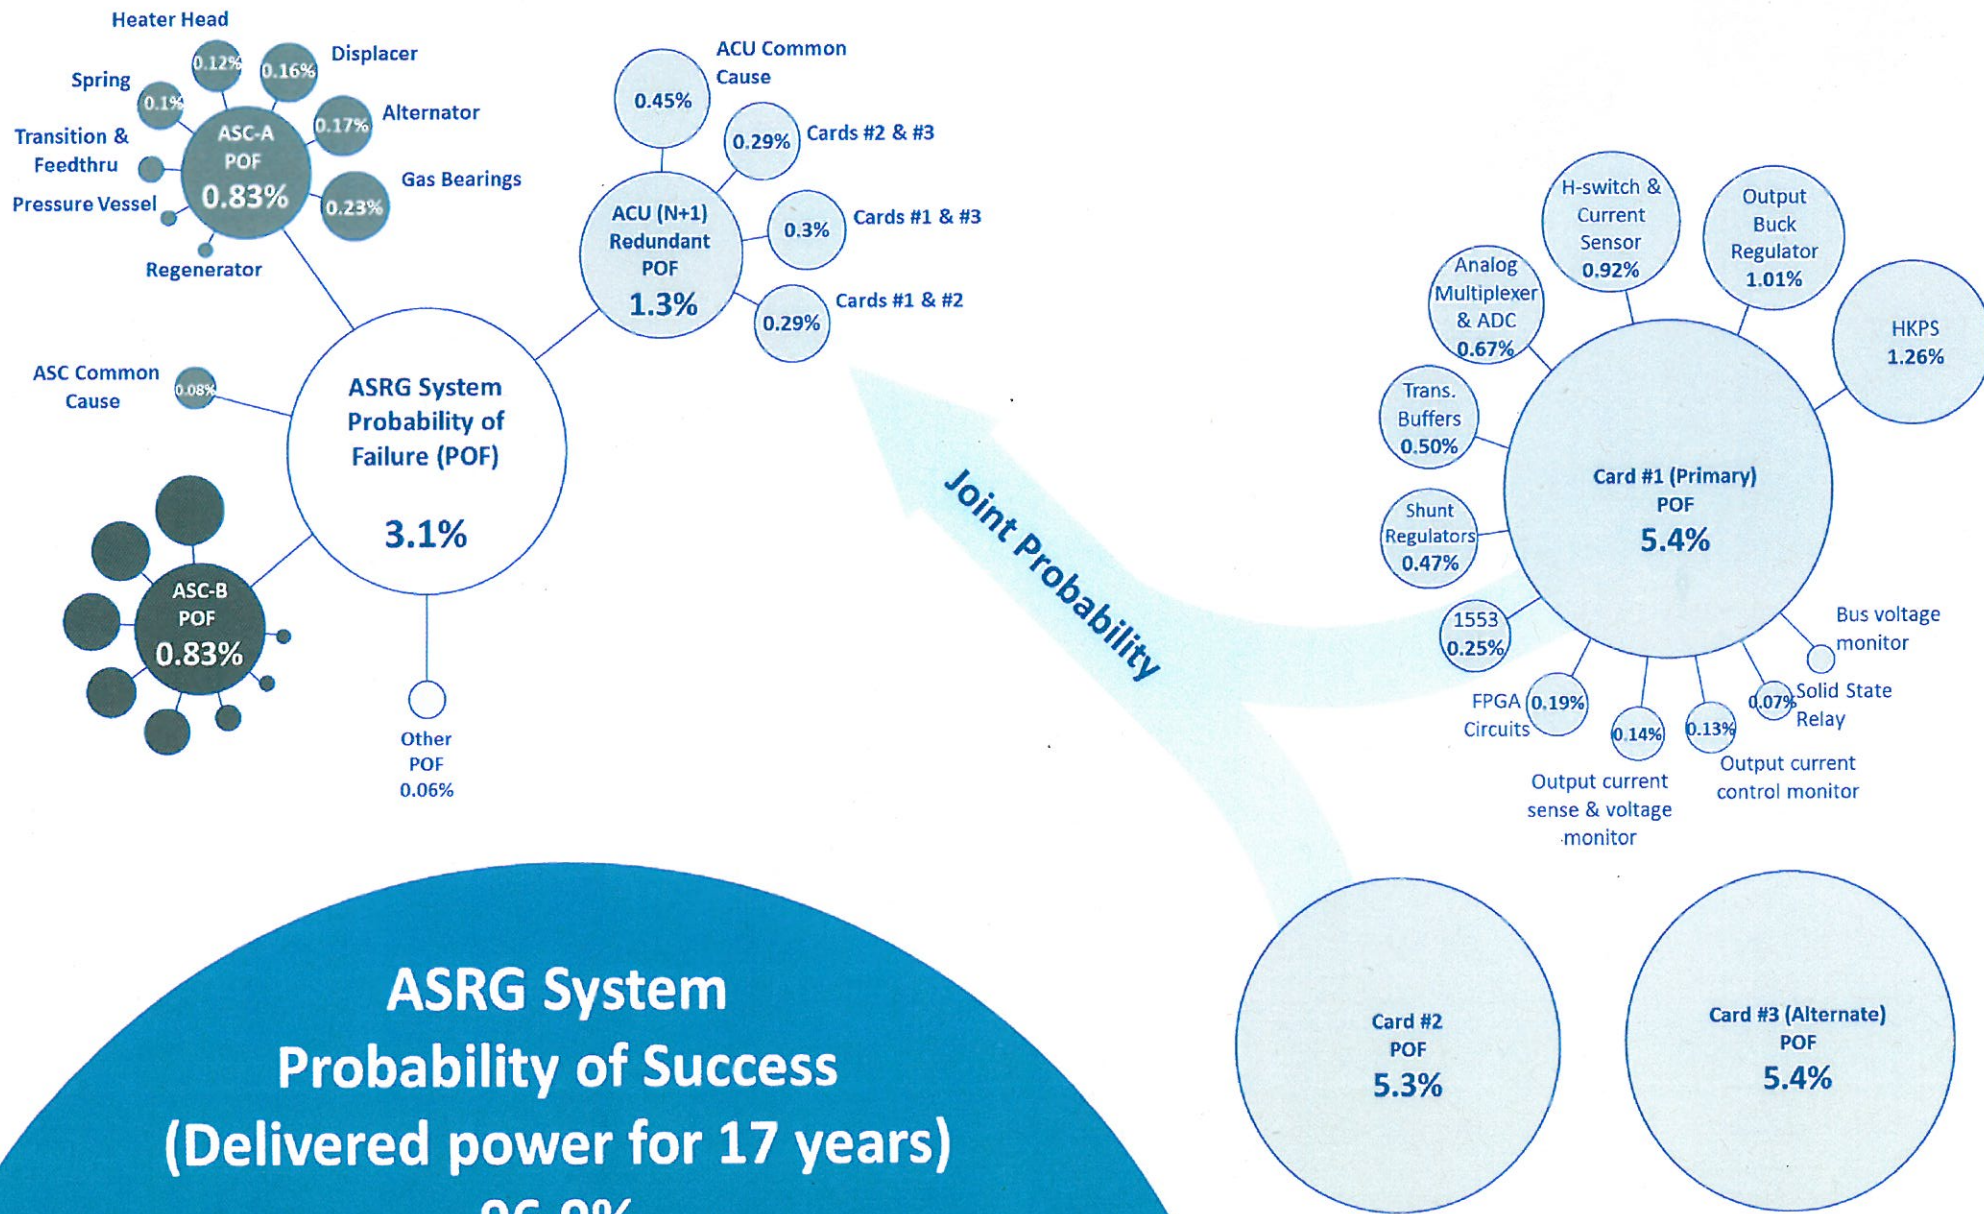 Heater Head
0.12%
0.16%
Displacer
Spring
0.1%
0.17%
Alternator
Transition &
Feedthru
ASC-A
POF
0.83%
Gas Bearings
0.23%
Pressure Vessel
Regenerator
ACU Common
Cause
0.45%
0.29%
Cards #2 & #3
ACU (N+1)
Redundant
POF
1.3%
0.3%
Cards #1 & #3
0.29%
Cards #1 & #2
ASC Common
Cause
0.08%
ASRG System
Probability of
Failure (POF)
3.1%
ASC-B
POF
0.83%
Other
POF
0.06%
Joint Probability
H-switch &
Current
Sensor
0.92%
Output
Buck
Regulator
1.01%
HKPS
1.26%
Analog
Multiplexer
& ADC
0.67%
Trans.
Buffers
0.50%
Shunt
Regulators
0.47%
1553
0.25%
Card #1 (Primary)
POF
5.4%
FPGA
Circuits
0.19%
0.14%
Output current
sense & voltage
monitor
0.13%
Output current
control monitor
0.07%
Solid State
Relay
Bus voltage
monitor
Card #2
POF
5.3%
Card #3 (Alternate)
POF
5.4%
ASRG System
Probability of Success
(Delivered power for 17 years)